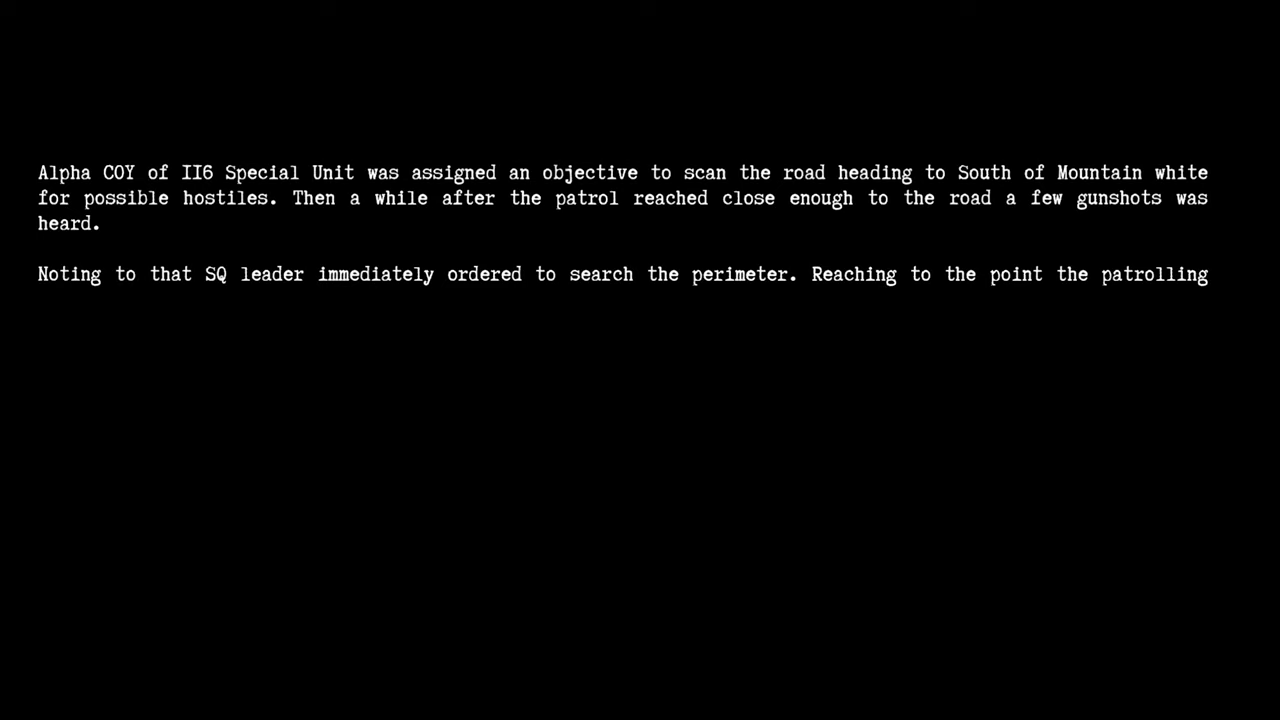 Alpha COY of II6 Special Unit was assigned an objective to scan the road heading to South of Mountain white
for possible hostiles. Then a while after the patrol reached close enough to the road a few gunshots was
heard.
Noting to that SQ leader immediately ordered to search the perimeter. Reaching to the point the patrolling